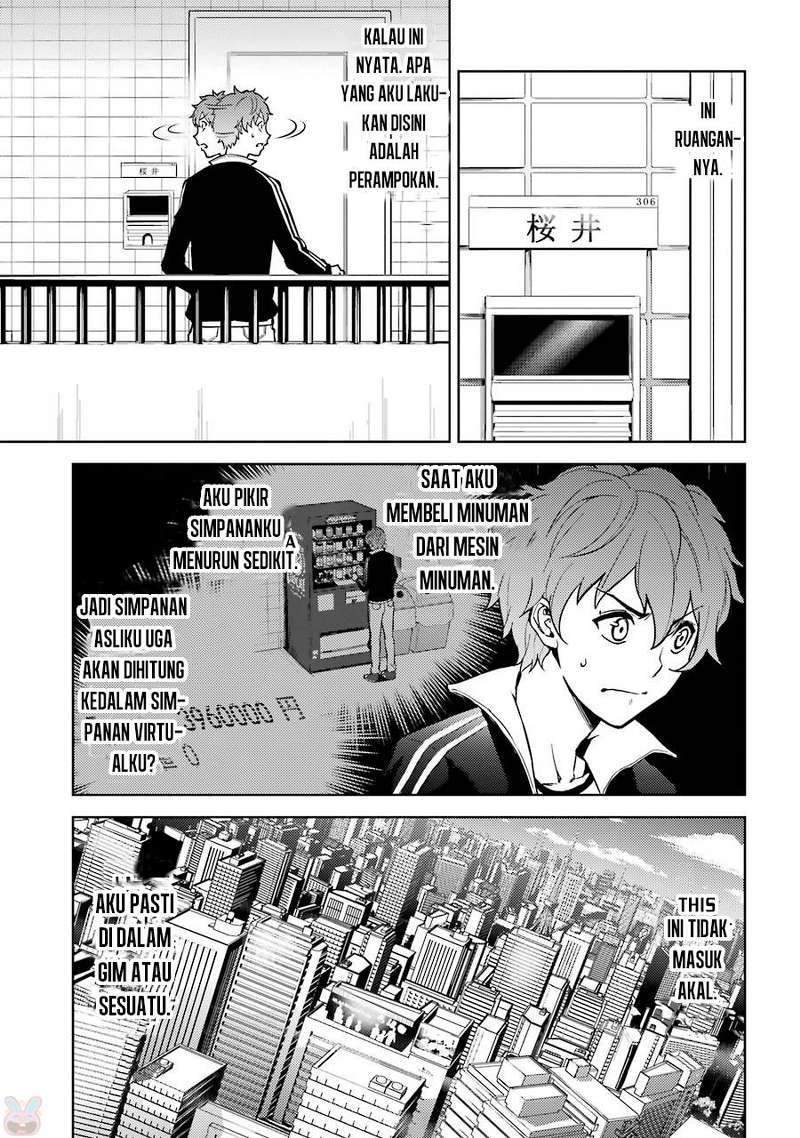 INI
RUANGAN-
NYA.
306
桜井
KALAU INI
NYATA. APA
YANG AKU LAKU-
KAN DISINI
ADALAH
PERAMPOKAN.
桜井
SAAT AKU
MEMBELI MINUMAN
DARI MESIN
MINUMAN.
AKU PIKIR
SIMPANANKU
A
MENURUN SEDIKIT.
JADI SIMPANAN
ASLIKU UGA
AKAN DIHITUNG
KEDALAM SIM-
PANAN VIRTU-
ALKU?
3960000 円
0
THIS
INI TIDAK
MASUK
AKAL.
AKU PASTI
DI DALAM
GIM ATAU
SESUATU.